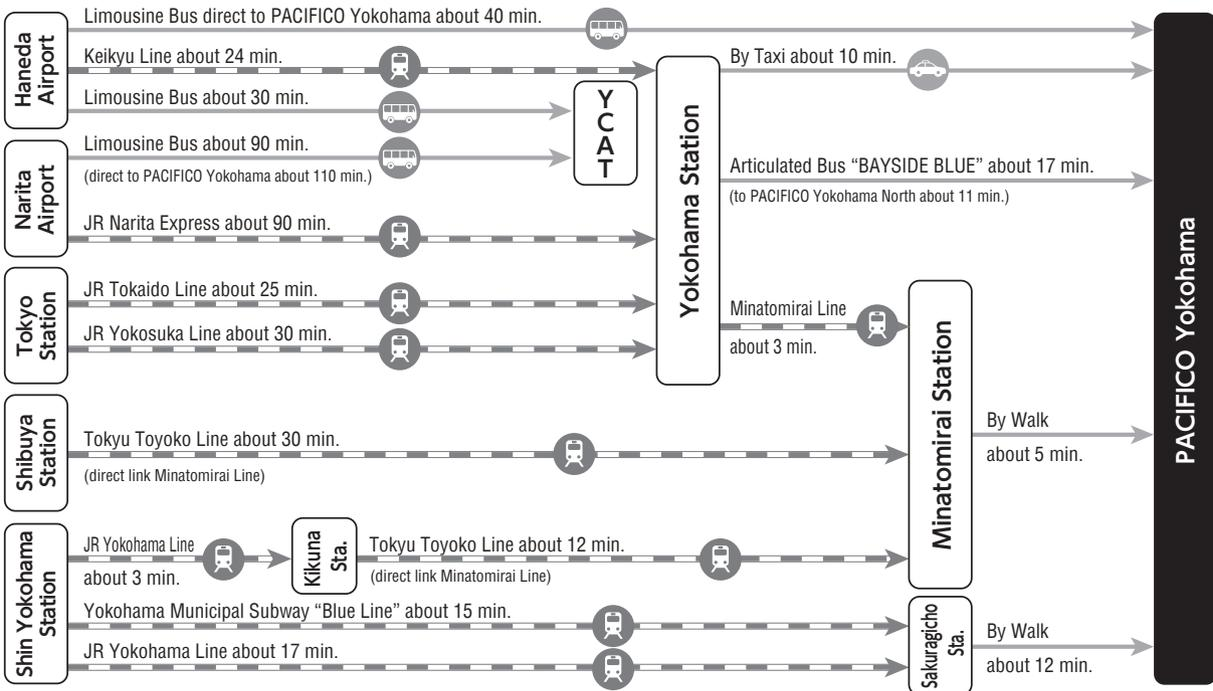 Haneda
Airport
Limousine Bus direct to PACIFICO Yokohama about 40 min.
Keikyu Line about 24 min.
Limousine Bus about 30 min.
Narita
Airport
Limousine Bus about 90 min.
(direct to PACIFICO Yokohama about 110 min.)
JR Narita Express about 90 min.
YCAT
Tokyo
Station
JR Tokaido Line about 25 min.
JR Yokosuka Line about 30 min.
Yokohama Station
By Taxi about 10 min.
Articulated Bus “BAYSIDE BLUE” about 17 min.
(to PACIFICO Yokohama North about 11 min.)
Minatomirai Line
about 3 min.
Shibuya
Station
Tokyu Toyoko Line about 30 min.
(direct link Minatomirai Line)
Shin Yokohama
Station
JR Yokohama Line
about 3 min.
Kikuna
Sta.
Tokyu Toyoko Line about 12 min.
(direct link Minatomirai Line)
Yokohama Municipal Subway “Blue Line” about 15 min.
JR Yokohama Line about 17 min.
Minatomirai Station
By Walk
about 5 min.
Sakuragicho
Sta.
By Walk
about 12 min.
PACIFICO Yokohama